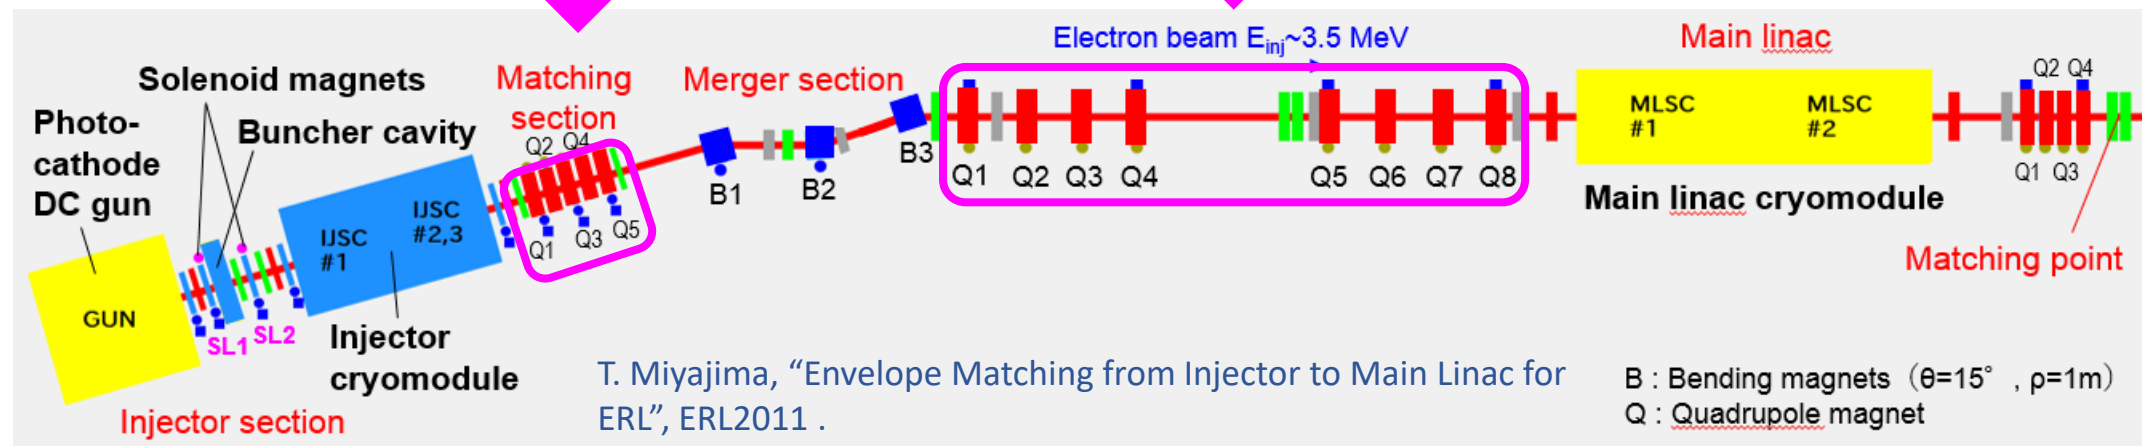 Electron beam Einj~3.5 MeV
Main linac
Solenoid magnets
Matching
section
Merger section
Photo-
cathode
DC gun
Buncher cavity
Q2 Q4
Q1
Q3
Q5
B1
B2
B3
Q1 Q2 Q3 Q4
Q5 Q6 Q7 Q8
MLSC
#1
MLSC
#2
Q2 Q4
Q1 Q3
Main linac cryomodule
Matching point
IJSC
#1
IJSC
#2,3
GUN
SL1
SL2
Injector
cryomodule
Injector section
T. Miyajima, “Envelope Matching from Injector to Main Linac for
ERL”, ERL2011 .
B : Bending magnets （θ=15°, ρ=1m）
Q : Quadrupole magnet